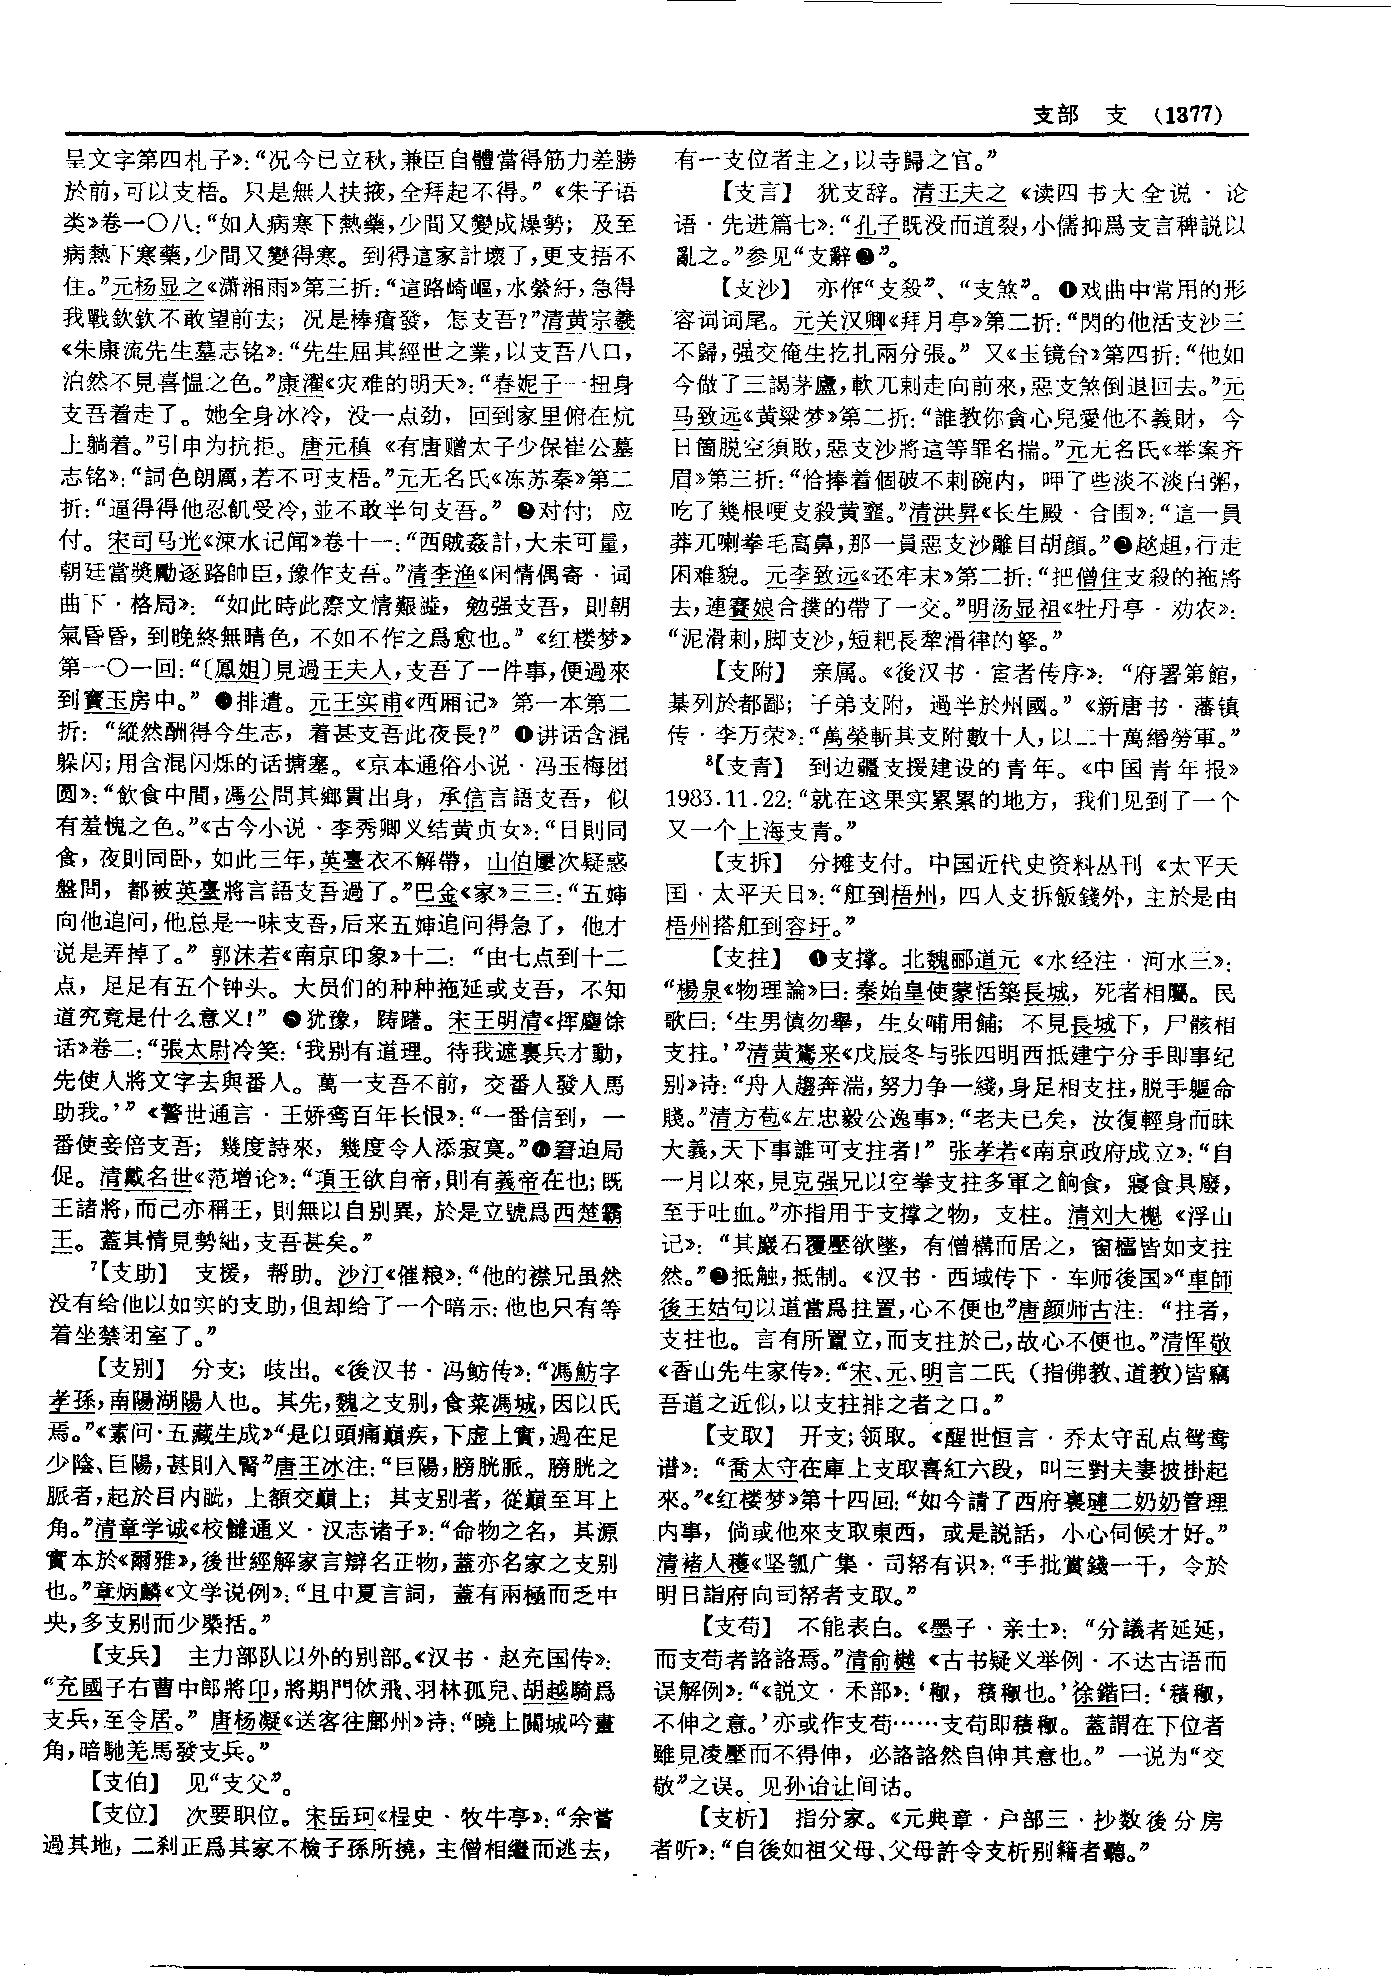 支部　支　(1377)
呈文字第四札子》：“况今已立秋，兼臣自體當得筋力差勝
於前，可以支梧。只是無人扶掖，全拜起不得。”《朱子语
类》卷一〇八：“如人病寒下熱藥，少間又變成燥勢；及至
病熱下寒藥，少間又變得寒。到得這家計壞了，更支捂不
住。”元杨显之《潇湘雨》第三折：“這路崎嶇，水縈紆，急得
我戰欽欽不敢望前去；况是棒瘡發，怎支吾？”清黄宗羲
《朱康流先生墓志铭》：“先生屈其經世之業，以支吾八口，
泊然不見喜愠之色。”康濯《灾难的明天》：“春妮子一扭身
支吾着走了。她全身冰冷，没一点劲，回到家里俯在炕
上躺着。”引申为抗拒。唐元稹《有唐赠太子少保崔公墓
志铭》：“詞色朗厲，若不可支梧。”元无名氏《冻苏秦》第二
折：“逼得得他忍飢受冷，並不敢半句支吾。”❷对付；应
付。宋司马光《涑水记闻》卷十一：“西賊姦計，大未可量，
朝廷當獎勵逐路帥臣，豫作支吾。”清李渔《闲情偶寄·词
曲下·格局》：“如此時此際文情艱澁，勉强支吾，則朝
氣昏昏，到晚終無晴色，不如不作之爲愈也。”《红楼梦》
第一〇一回：“〔鳳姐〕見過王夫人，支吾了一件事，便過來
到寶玉房中。”❸排遣。元王实甫《西厢记》第一本第二
折：“縱然酬得今生志，着甚支吾此夜長？”❹讲话含混
躲闪；用含混闪烁的话搪塞。《京本通俗小说·冯玉梅团
圆》：“飲食中間，馮公問其鄉貫出身，承信言語支吾，似
有羞愧之色。”《古今小说·李秀卿义结黄贞女》：“日則同
食，夜則同卧，如此三年，英臺衣不解帶，山伯屢次疑惑
盤問，都被英臺將言語支吾過了。”巴金《家》三三：“五婶
向他追问，他总是一味支吾，后来五婶追问得急了，他才
说是弄掉了。”郭沫若《南京印象》十二：“由七点到十二
点，足足有五个钟头。大员们的种种拖延或支吾，不知
道究竟是什么意义！”❺犹豫，踌躇。宋王明清《挥麈馀
话》卷二：“張太尉冷笑：‘我别有道理。待我遮裏兵才動，
先使人將文字去與番人。萬一支吾不前，交番人發人馬
助我。’”《警世通言·王娇鸾百年长恨》：“一番信到，一
番使妾倍支吾；幾度詩來，幾度令人添寂寞。”❻窘迫局
促。清戴名世《范增论》：“項王欲自帝，則有義帝在也；既
王諸將，而己亦稱王，則無以自别異，於是立號爲西楚霸
王。蓋其情見勢絀，支吾甚矣。”
⁷【支助】　支援，帮助。沙汀《催粮》：“他的襟兄虽然
没有给他以如实的支助，但却给了一个暗示：他也只有等
着坐禁闭室了。”
【支别】　分支；歧出。《後汉书·冯鲂传》：“馮魴字
孝孫，南陽湖陽人也。其先，魏之支别，食菜馮城，因以氏
焉。”《素问·五藏生成》“是以頭痛巔疾，下虚上實，過在足
少陰、巨陽，甚則入腎”唐王冰注：“巨陽，膀胱脈。膀胱之
脈者，起於目内眦，上額交巔上；其支别者，從巔至耳上
角。”清章学诚《校雠通义·汉志诸子》：“命物之名，其源
實本於《爾雅》，後世經解家言辯名正物，蓋亦名家之支别
也。”章炳麟《文学说例》：“且中夏言詞，蓋有兩極而乏中
央，多支别而少檃括。”
【支兵】　主力部队以外的别部。《汉书·赵充国传》：
“充國子右曹中郎將卬，將期門佽飛、羽林孤兒、胡越騎爲
支兵，至令居。”唐杨凝《送客往鄜州》诗：“曉上闗城吟畫
角，暗馳羌馬發支兵。”
【支伯】　见“支父”。
【支位】　次要职位。宋岳珂《桯史·牧牛亭》：“余嘗
過其地，二刹正爲其家不檢子孫所撓，主僧相繼而逃去，
有一支位者主之，以寺歸之官。”
【支言】　犹支辞。清王夫之《读四书大全说·论
语·先进篇七》：“孔子既没而道裂，小儒抑爲支言稗説以
亂之。”参见“支辭❷”。
【支沙】　亦作“支殺”、“支煞”。❶戏曲中常用的形
容词词尾。元关汉卿《拜月亭》第二折：“閃的他活支沙三
不歸，强交俺生扢扎兩分張。”又《玉镜台》第四折：“他如
今做了三謁茅廬，軟兀剌走向前來，惡支煞倒退回去。”元
马致远《黄粱梦》第二折：“誰教你貪心兒愛他不義財，今
日箇脱空須敗，惡支沙將這等罪名揣。”元无名氏《举案齐
眉》第三折：“恰捧着個破不剌碗内，呷了些淡不淡白粥，
吃了幾根哽支殺黄虀。”清洪昇《长生殿·合围》：“這一員
莽兀喇拳毛高鼻，那一員惡支沙雕目胡顔。”❷趑趄，行走
困难貌。元李致远《还牢末》第二折：“把僧住支殺的拖將
去，連賽娘合撲的帶了一交。”明汤显祖《牡丹亭·劝农》：
“泥滑剌，脚支沙，短耙長犂滑律的拏。”
【支附】　亲属。《後汉书·宦者传序》：“府署第館，
棊列於都鄙；子弟支附，過半於州國。”《新唐书·藩镇
传·李万荣》：“萬榮斬其支附數十人，以二十萬緡勞軍。”
⁸【支青】　到边疆支援建设的青年。《中国青年报》
1983.11.22：“就在这果实累累的地方，我们见到了一个
又一个上海支青。”
【支拆】　分摊支付。中国近代史资料丛刊《太平天
国·太平天日》：“舡到梧州，四人支拆飯錢外，主於是由
梧州搭舡到容圩。”
【支拄】　❶支撑。北魏郦道元《水经注·河水三》：
“楊泉《物理論》曰：秦始皇使蒙恬築長城，死者相屬。民
歌曰：‘生男慎勿舉，生女哺用餔；不見長城下，尸骸相
支拄。’”清黄鷟来《戊辰冬与张四明西抵建宁分手即事纪
别》诗：“舟人趨奔湍，努力争一綫，身足相支拄，脱手軀命
賤。”清方苞《左忠毅公逸事》：“老夫已矣，汝復輕身而昧
大義，天下事誰可支拄者！”张孝若《南京政府成立》：“自
一月以來，見克强兄以空拳支拄多軍之餉食，寢食具廢，
至于吐血。”亦指用于支撑之物，支柱。清刘大櫆《浮山
记》：“其巖石覆壓欲墜，有僧構而居之，窗櫺皆如支拄
然。”❷抵触，抵制。《汉书·西域传下·车师後国》“車師
後王姑句以道當爲拄置，心不便也”唐颜师古注：“拄者，
支拄也。言有所置立，而支拄於己，故心不便也。”清恽敬
《香山先生家传》：“宋、元、明言二氏（指佛教、道教）皆竊
吾道之近似，以支拄排之者之口。”
【支取】　开支；领取。《醒世恒言·乔太守乱点鸳鸯
谱》：“喬太守在庫上支取喜紅六段，叫三對夫妻披掛起
來。”《红楼梦》第十四回：“如今請了西府裏璉二奶奶管理
内事，倘或他來支取東西，或是説話，小心伺候才好。”
清褚人穫《坚瓠广集·司帑有识》：“手批賞錢一千，令於
明日詣府向司帑者支取。”
【支苟】　不能表白。《墨子·亲士》：“分議者延延，
而支苟者詻詻焉。”清俞樾《古书疑义举例·不达古语而
误解例》：“《説文·禾部》：‘𥠻，積𥠻也。’徐鍇曰：‘積𥠻，
不伸之意。’亦或作支苟……支苟即積𥠻。蓋謂在下位者
雖見凌壓而不得伸，必詻詻然自伸其意也。”一说为“交
敬”之误。见孙诒让间诂。
【支析】　指分家。《元典章·户部三·抄数後分房
者听》：“自後如祖父母、父母許令支析别籍者聽。”